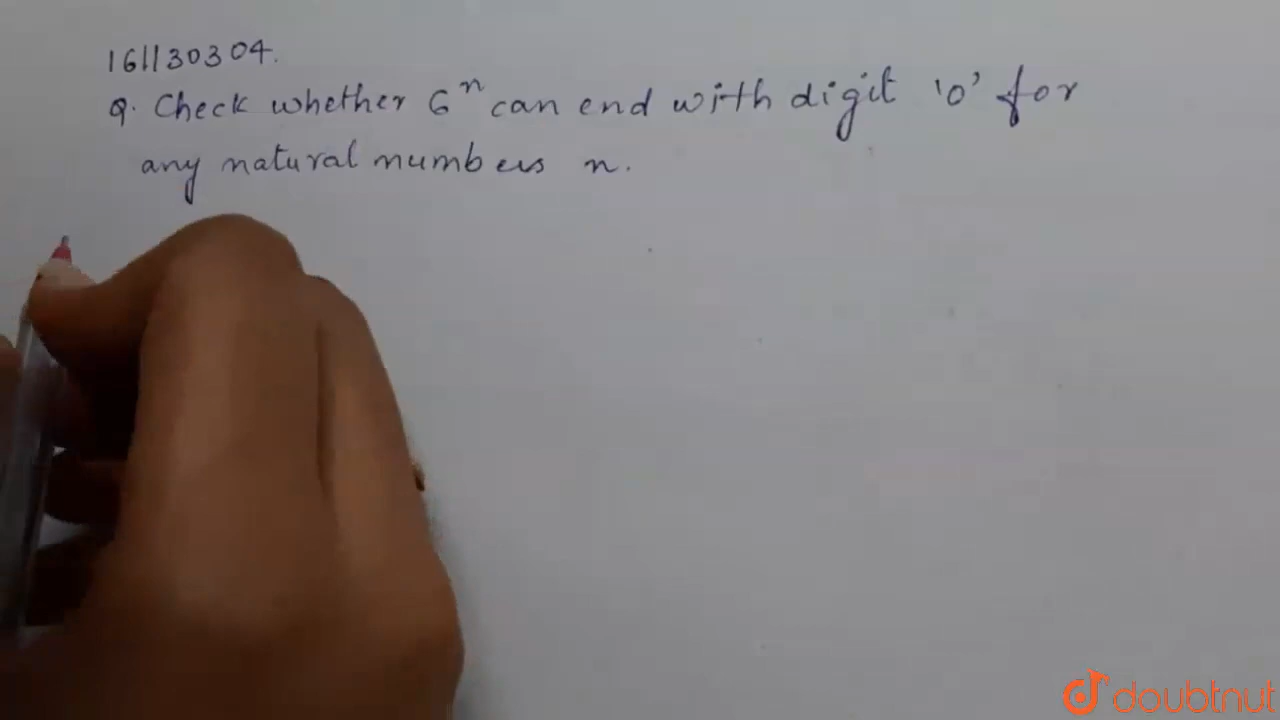 161130304.
Q. Check whether 6ⁿ can end with digit '0' for
any natural numbers n.
doubtnut